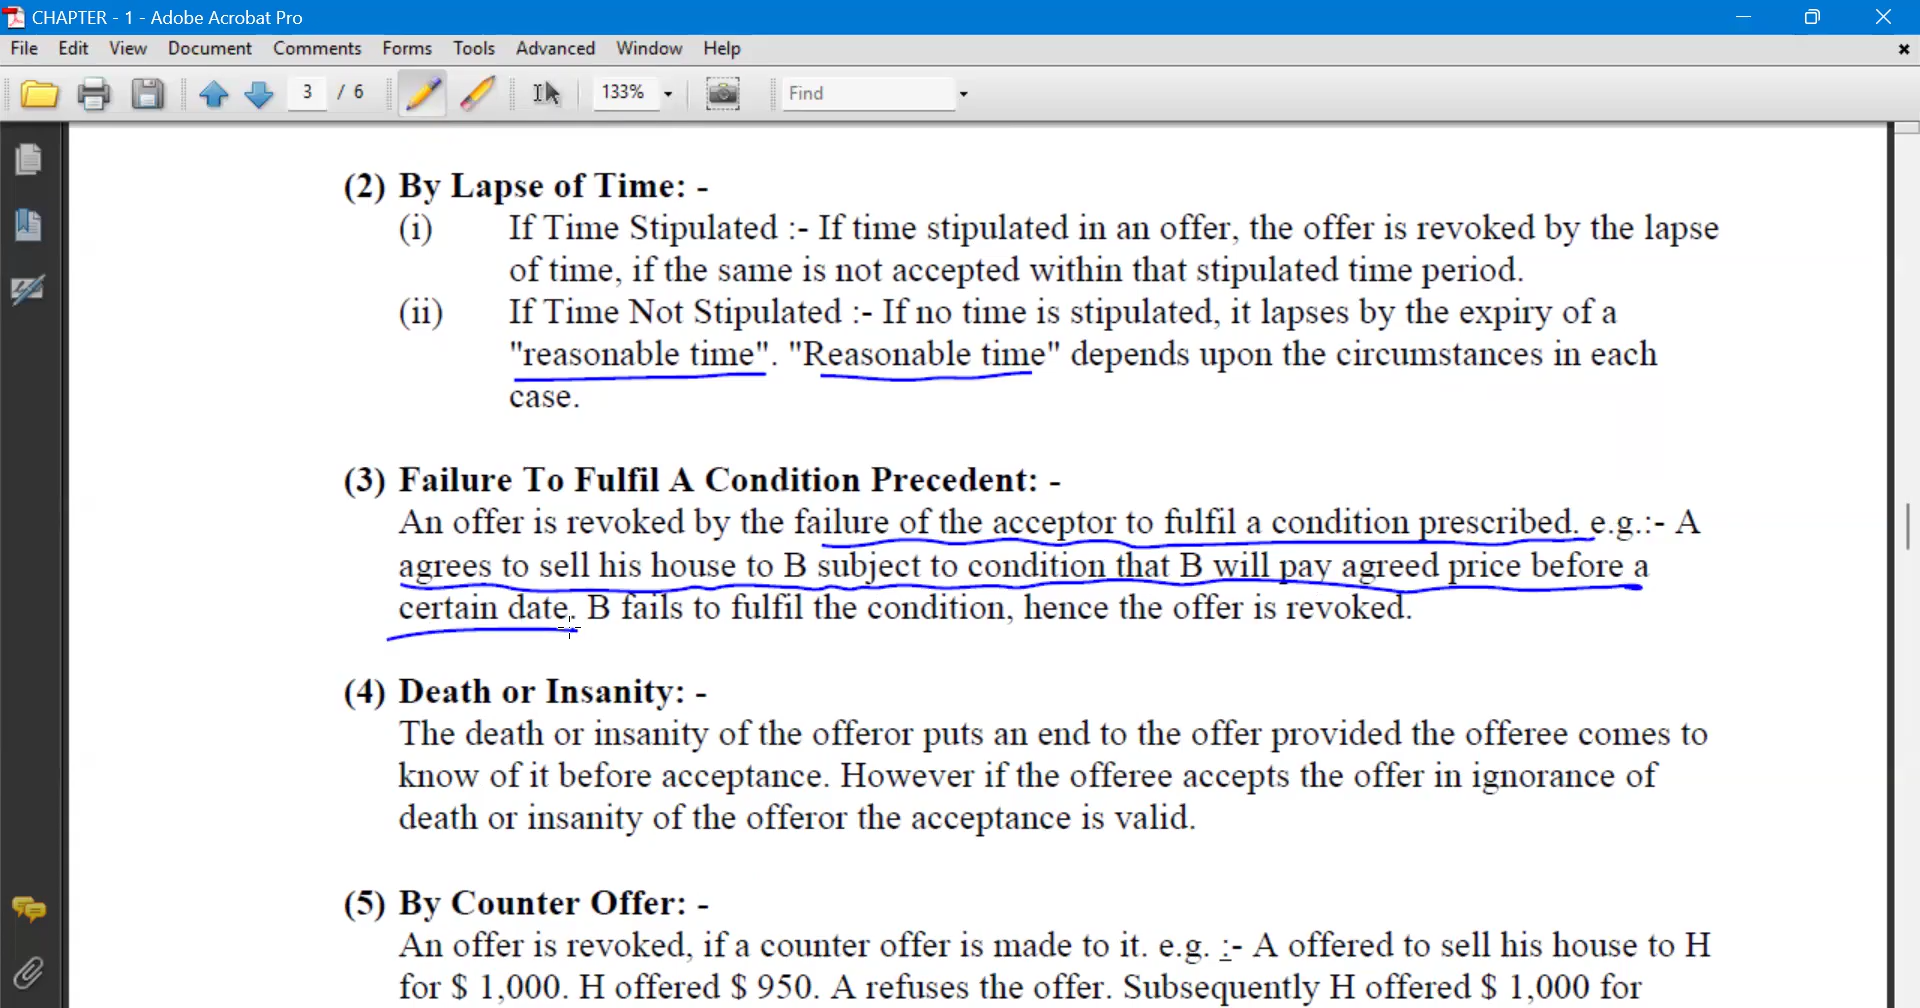 CHAPTER - 1 - Adobe Acrobat Pro
File Edit View Document Comments Forms Tools Advanced Window Help
3 / 6 133% Find
(2) By Lapse of Time: -
(i) If Time Stipulated :- If time stipulated in an offer, the offer is revoked by the lapse
of time, if the same is not accepted within that stipulated time period.
(ii) If Time Not Stipulated :- If no time is stipulated, it lapses by the expiry of a
"reasonable time". "Reasonable time" depends upon the circumstances in each
case.
(3) Failure To Fulfil A Condition Precedent: -
An offer is revoked by the failure of the acceptor to fulfil a condition prescribed. e.g.:- A
agrees to sell his house to B subject to condition that B will pay agreed price before a
certain date. B fails to fulfil the condition, hence the offer is revoked.
(4) Death or Insanity: -
The death or insanity of the offeror puts an end to the offer provided the offeree comes to
know of it before acceptance. However if the offeree accepts the offer in ignorance of
death or insanity of the offeror the acceptance is valid.
(5) By Counter Offer: -
An offer is revoked, if a counter offer is made to it. e.g. :- A offered to sell his house to H
for $ 1,000. H offered $ 950. A refuses the offer. Subsequently H offered $ 1,000 for